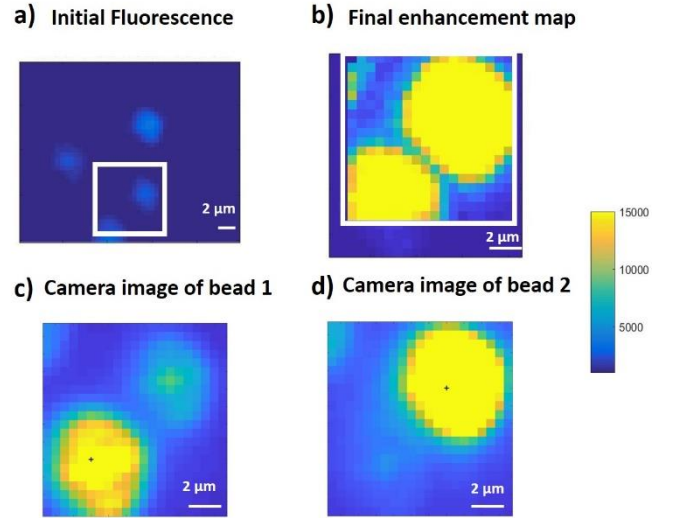 a) Initial Fluorescence
b) Final enhancement map
2 μm
2 μm
15000
10000
5000
c) Camera image of bead 1
d) Camera image of bead 2
2 μm
2 μm